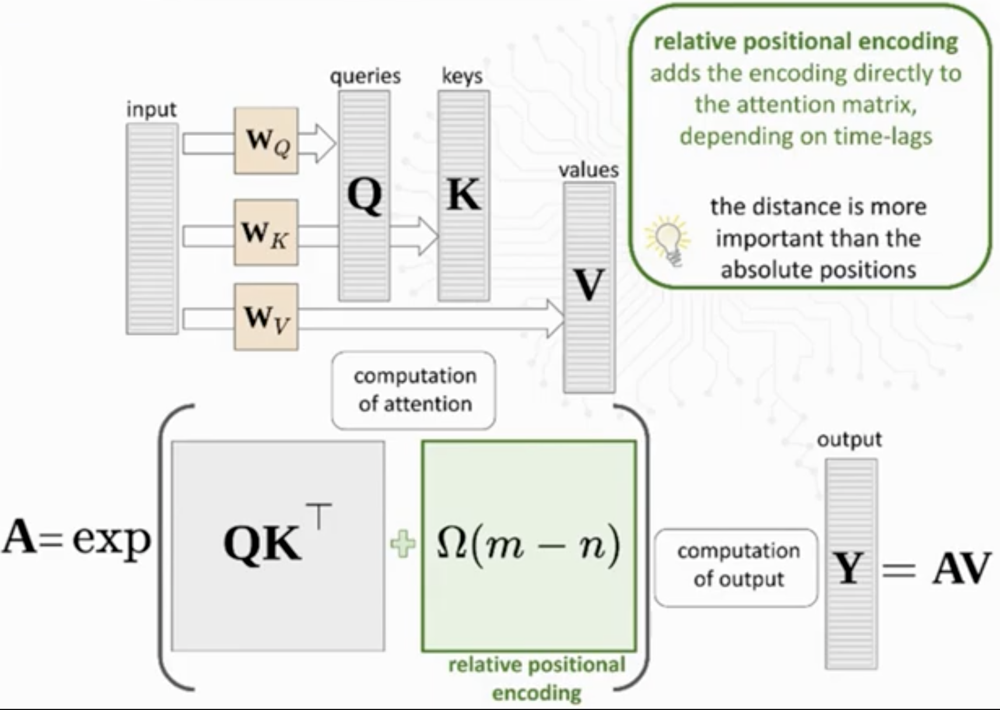 relative positional encoding
adds the encoding directly to
the attention matrix,
depending on time-lags
the distance is more
important than the
absolute positions
input
queries
keys
values
W_Q
W_K
W_V
Q
K
V
computation
of attention
A = exp ( QK^⊤ + Ω(m − n) )
relative positional
encoding
computation
of output
output
Y = AV